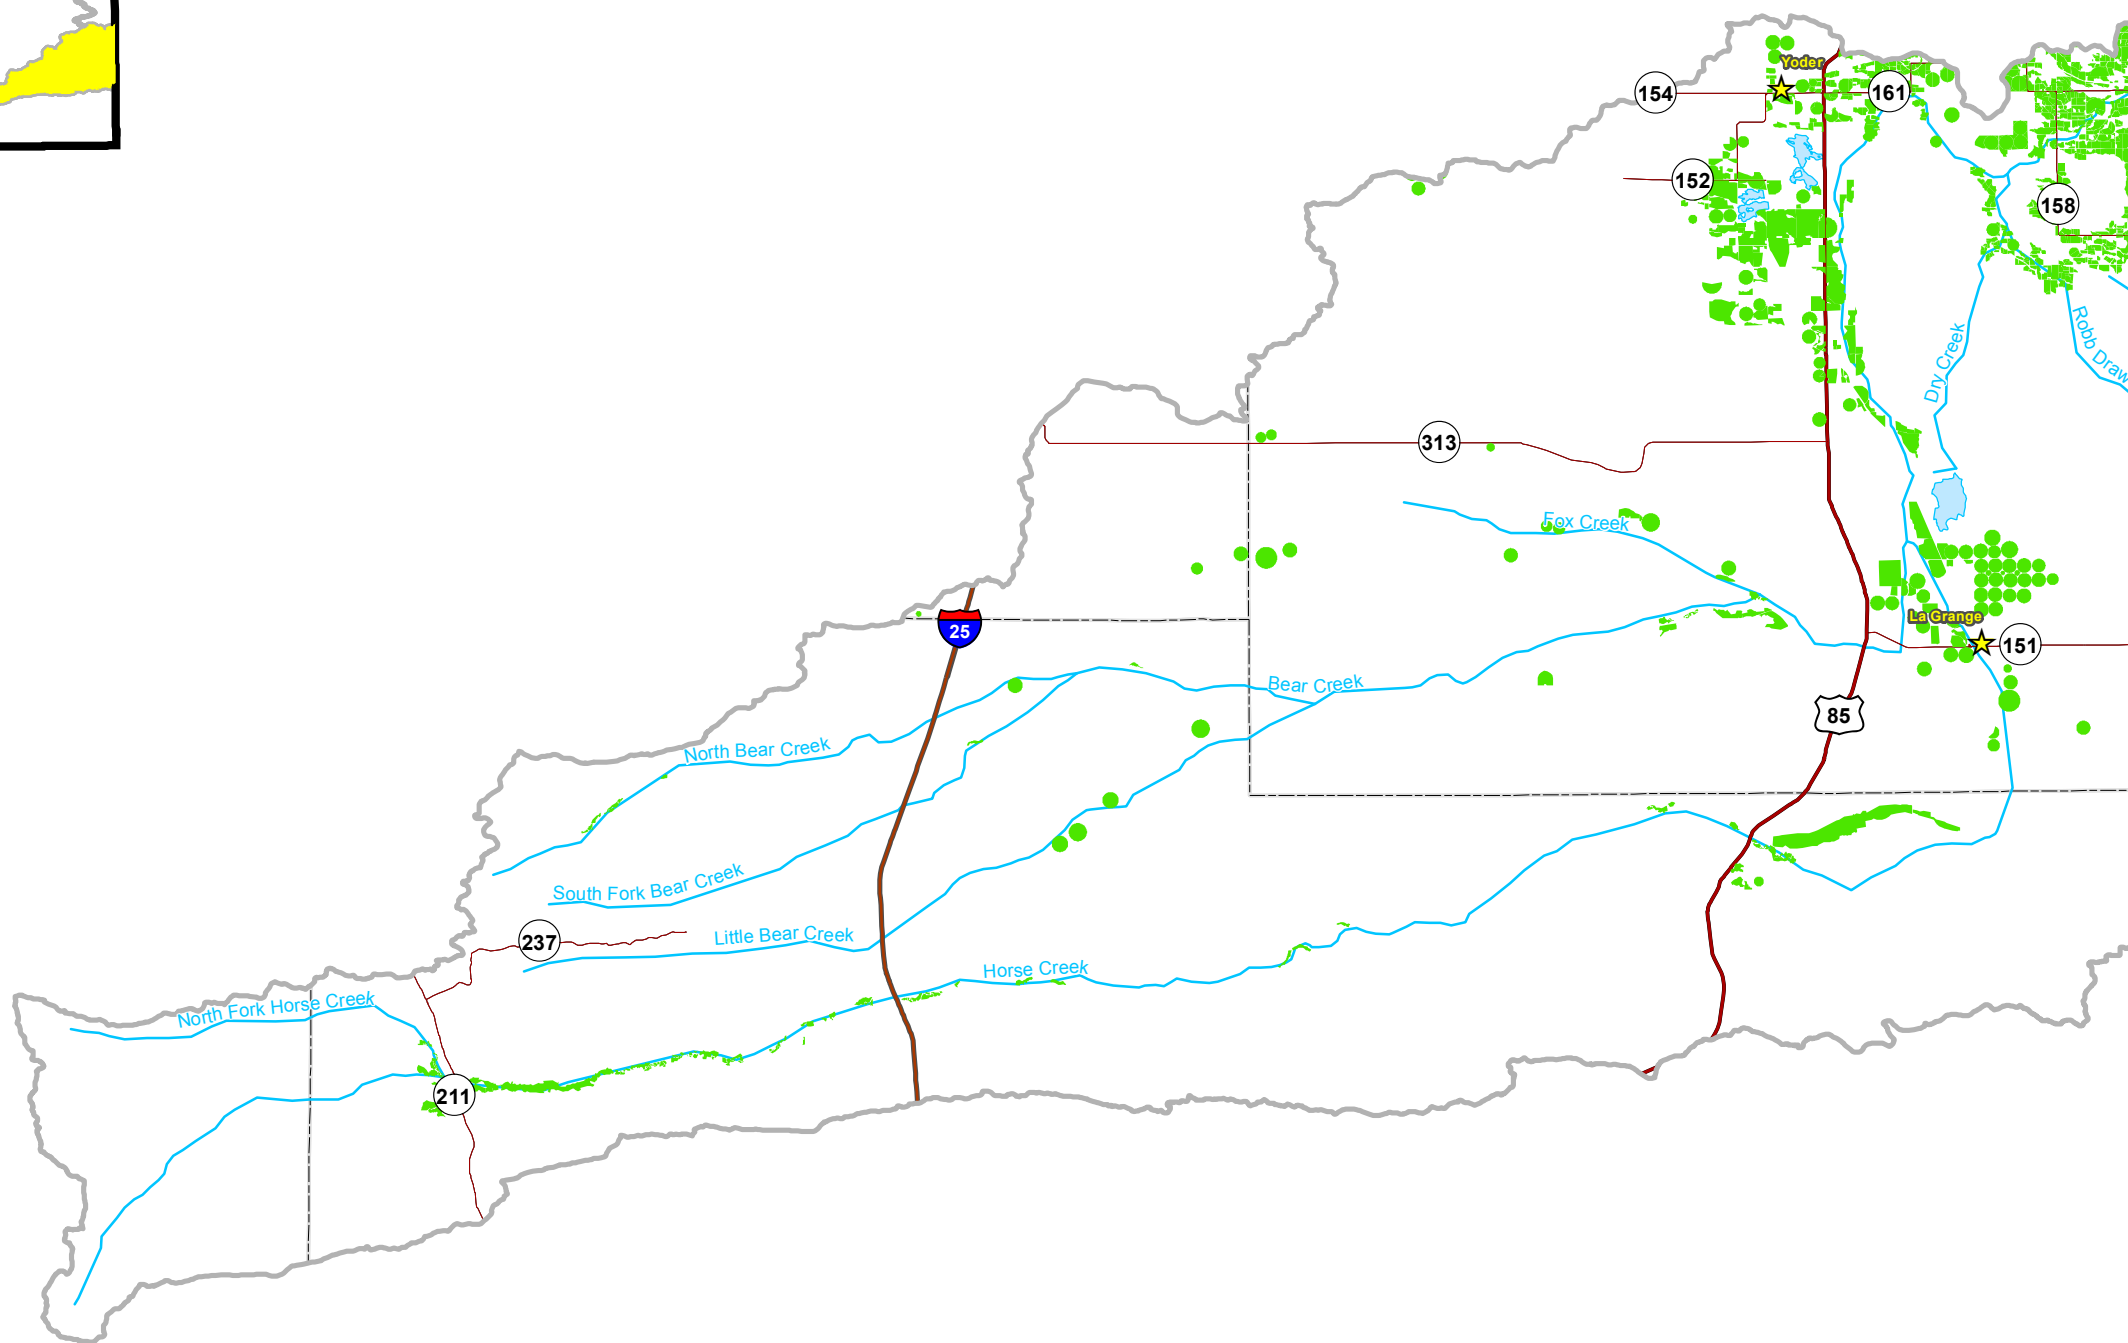 Yoder
154
161
152
158
Robb Draw
Dry Creek
313
Fox Creek
La Grange
25
151
Bear Creek
85
North Bear Creek
South Fork Bear Creek
237
Little Bear Creek
Horse Creek
North Fork Horse Creek
211